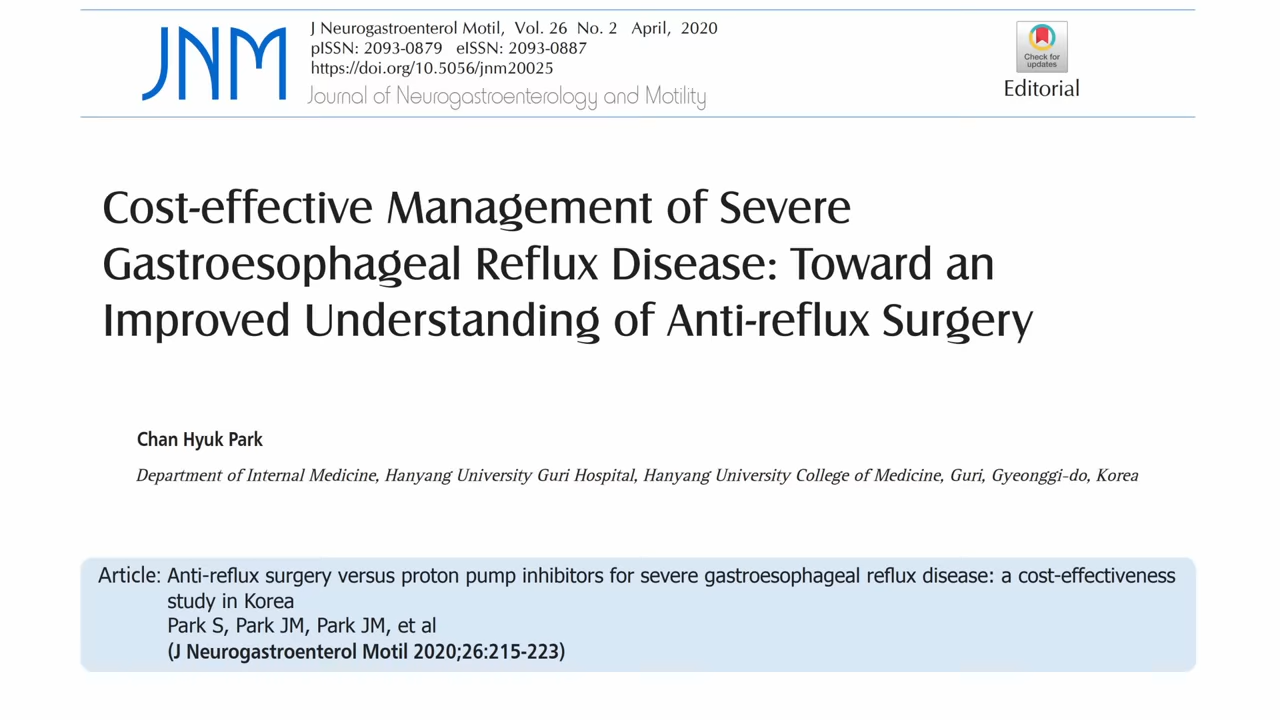 JNM
J Neurogastroenterol Motil, Vol. 26 No. 2 April, 2020
pISSN: 2093-0879 eISSN: 2093-0887
https://doi.org/10.5056/jnm20025
Journal of Neurogastroenterology and Motility
Check for
updates
Editorial
Cost-effective Management of Severe
Gastroesophageal Reflux Disease: Toward an
Improved Understanding of Anti-reflux Surgery
Chan Hyuk Park
Department of Internal Medicine, Hanyang University Guri Hospital, Hanyang University College of Medicine, Guri, Gyeonggi-do, Korea
Article: Anti-reflux surgery versus proton pump inhibitors for severe gastroesophageal reflux disease: a cost-effectiveness
study in Korea
Park S, Park JM, Park JM, et al
(J Neurogastroenterol Motil 2020;26:215-223)